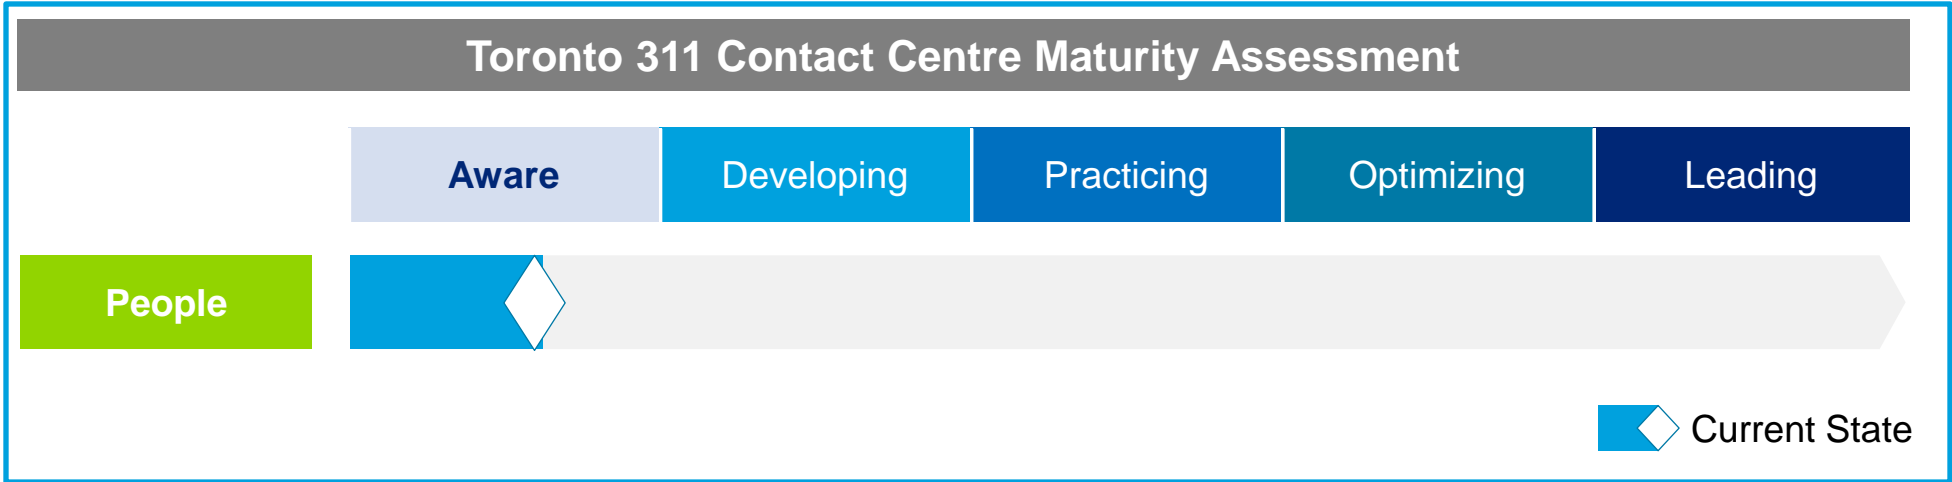 Toronto 311 Contact Centre Maturity Assessment
Aware Developing Practicing Optimizing Leading
People
Current State